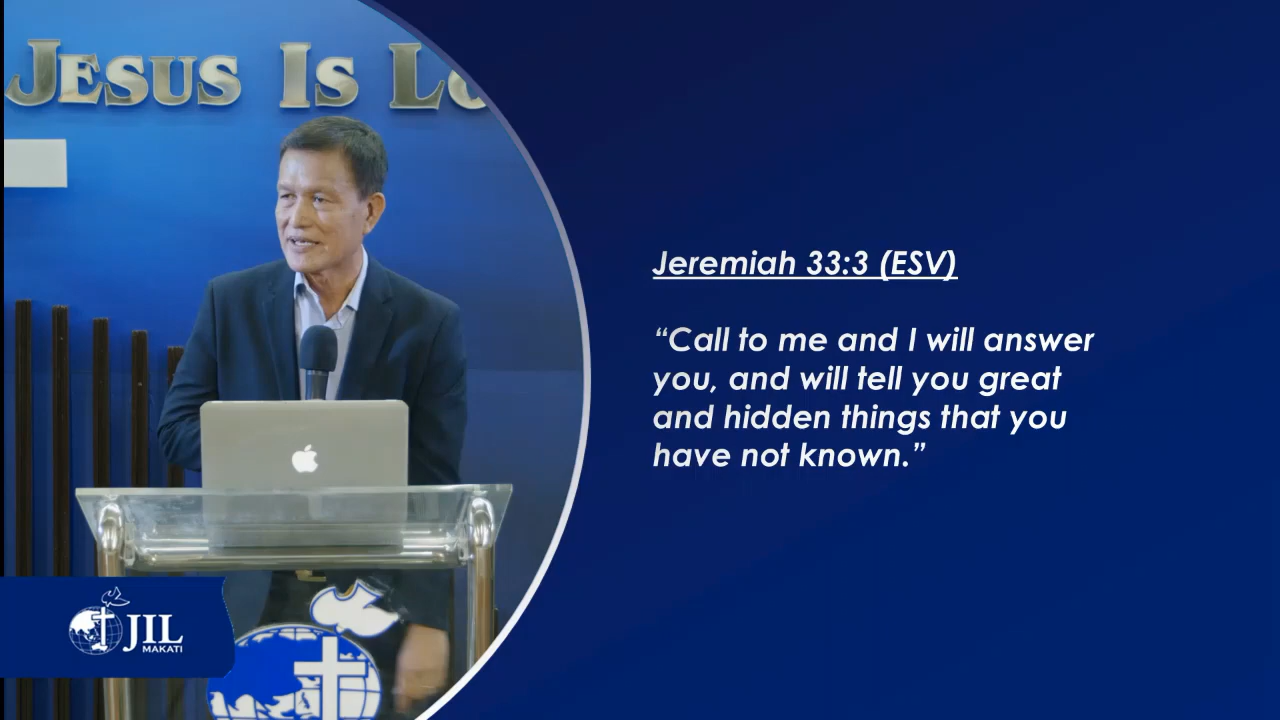 JESUS IS LO
Jeremiah 33:3 (ESV)
“Call to me and I will answer
you, and will tell you great
and hidden things that you
have not known.”
JIL
MAKATI